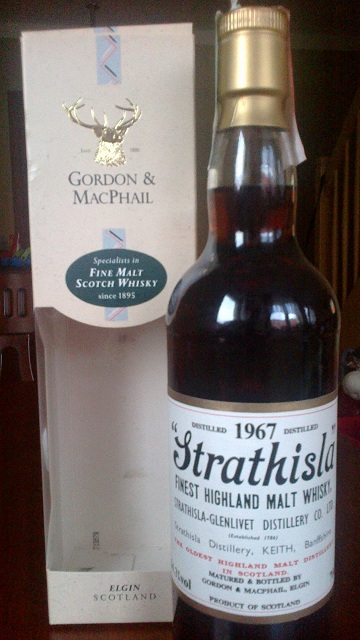 GORDON &
MACPHAIL
Specialists in
FINE MALT
SCOTCH WHISKY
since 1895
ELGIN
SCOTLAND
DISTILLED 1967 DISTILLED
"Strathisla"
FINEST HIGHLAND MALT WHISKY.
STRATHISLA-GLENLIVET DISTILLERY CO. LTD
(Established 1786)
Strathisla Distillery, KEITH, Banffshire
THE OLDEST HIGHLAND MALT DISTILLERY
IN SCOTLAND.
MATURED & BOTTLED BY
GORDON & MACPHAIL, ELGIN
PRODUCT OF SCOTLAND
vol